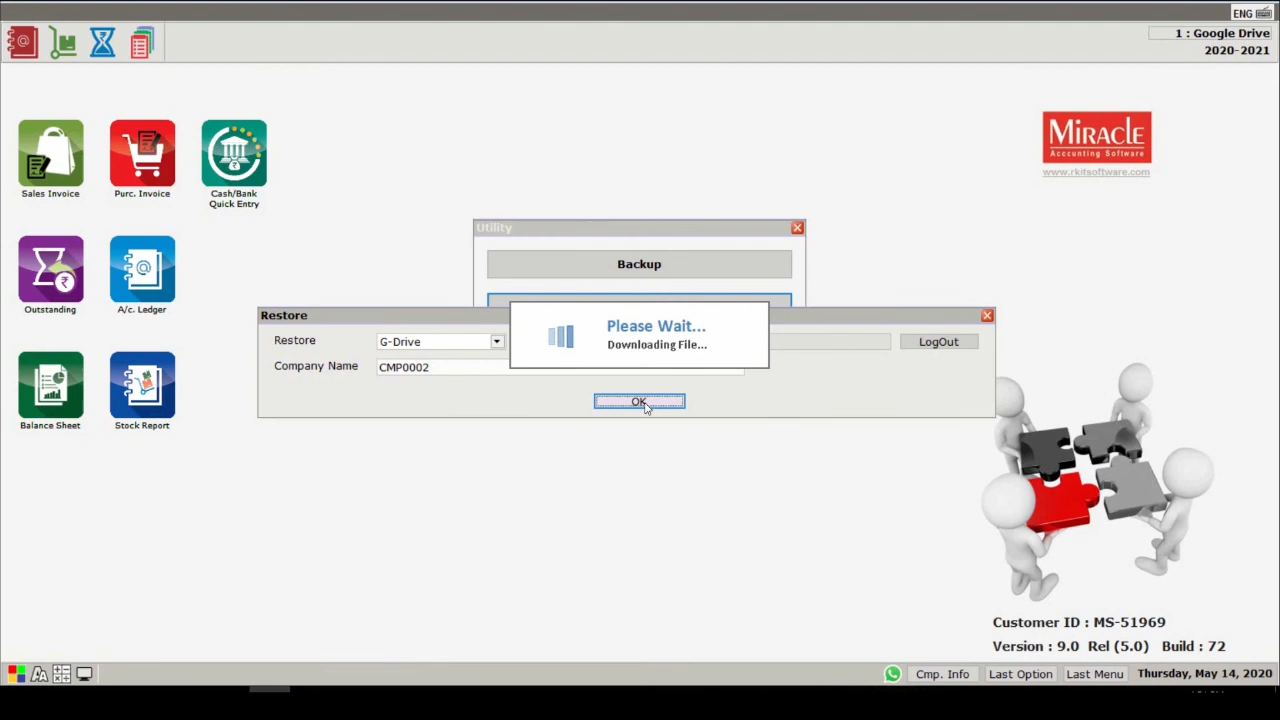 ENG
1 : Google Drive
2020-2021
Sales Invoice
Purc. Invoice
Cash/Bank
Quick Entry
MIRACLE
Accounting Software
www.rkitsoftware.com
Utility
Backup
Outstanding
A/c. Ledger
Restore
Please Wait...
Downloading File...
Restore
G-Drive
LogOut
Company Name
CMP0002
OK
Balance Sheet
Stock Report
Customer ID : MS-51969
Version : 9.0 Rel (5.0) Build : 72
Cmp. Info
Last Option
Last Menu
Thursday, May 14, 2020